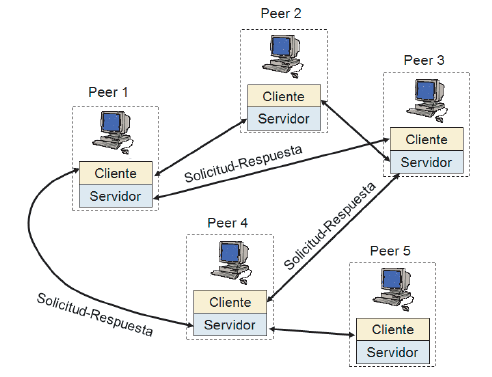 Peer 2
Cliente
Servidor
Peer 3
Cliente
Servidor
Peer 1
Cliente
Servidor
Solicitud-Respuesta
Peer 4
Cliente
Servidor
Solicitud-Respuesta
Peer 5
Cliente
Servidor
Solicitud-Respuesta